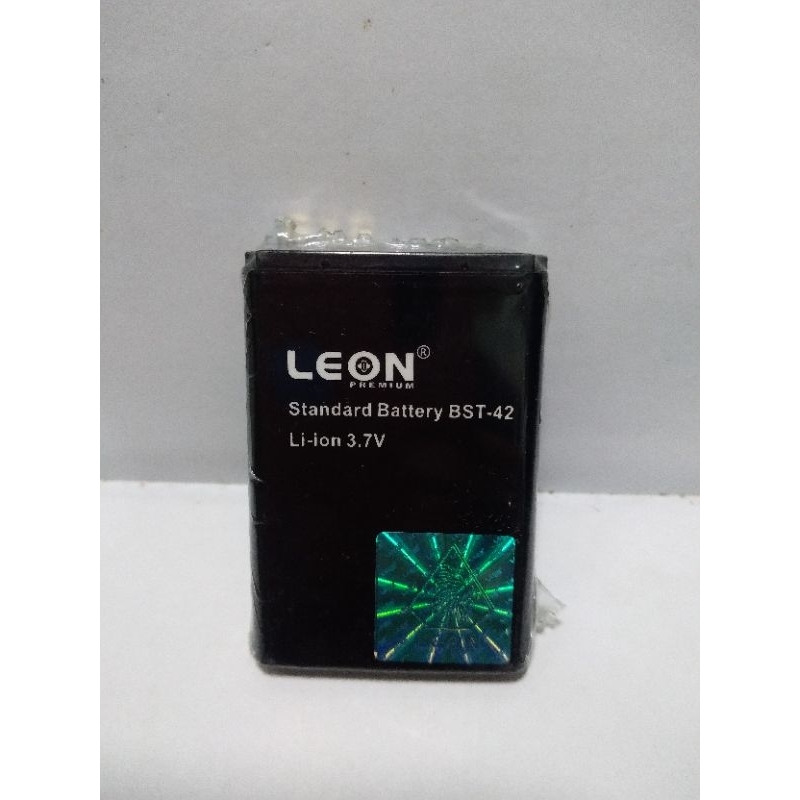 LEON®
PREMIUM
Standard Battery BST-42
Li-ion 3.7V